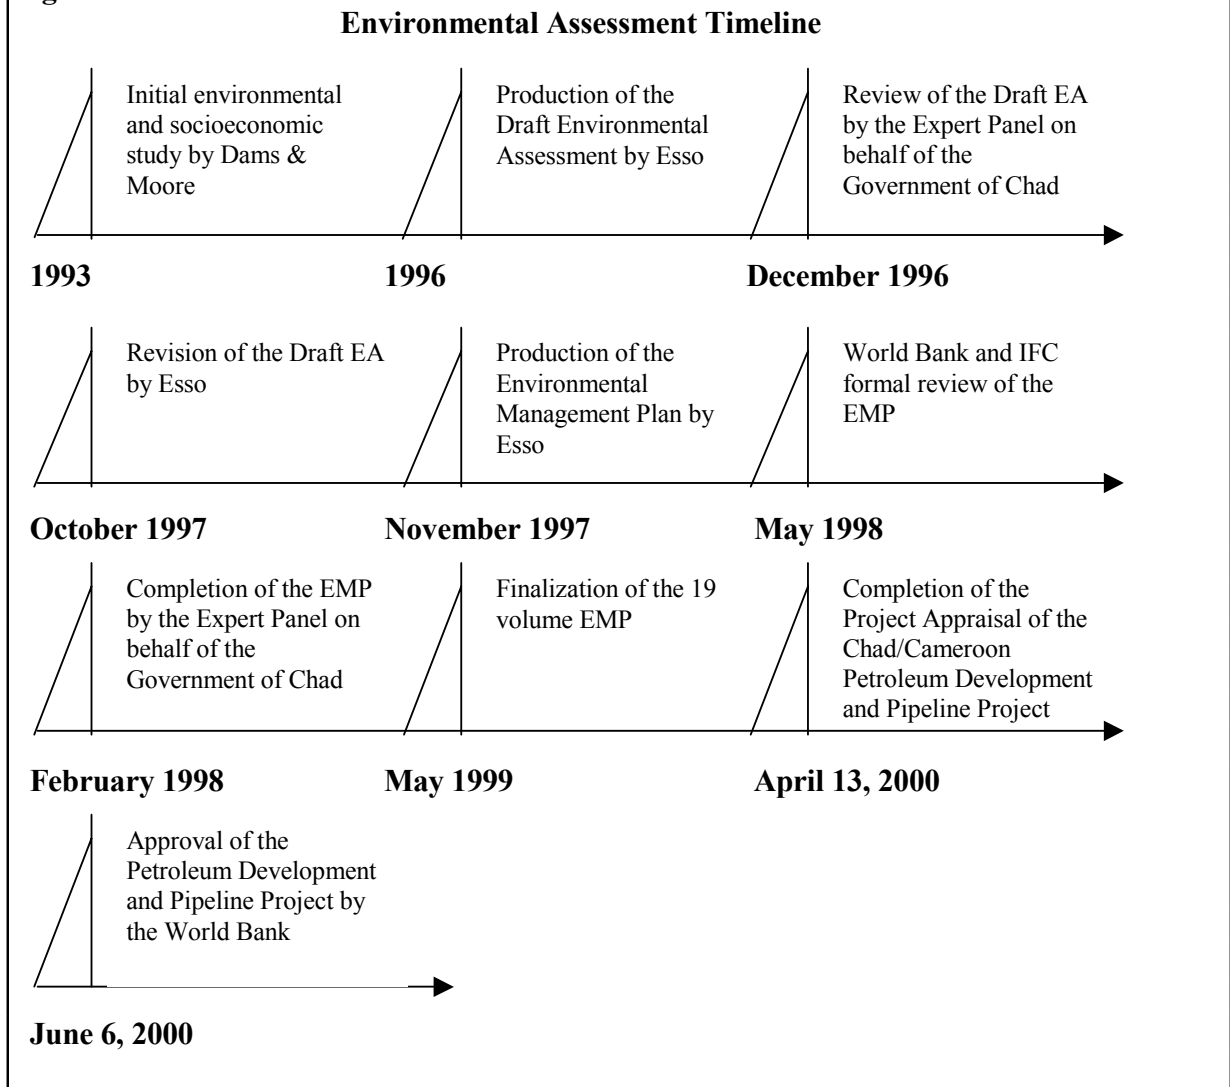 Environmental Assessment Timeline
Initial environmental
and socioeconomic
study by Dams &
Moore
Production of the
Draft Environmental
Assessment by Esso
Review of the Draft EA
by the Expert Panel on
behalf of the
Government of Chad
1993
1996
December 1996
Revision of the Draft EA
by Esso
Production of the
Environmental
Management Plan by
Esso
World Bank and IFC
formal review of the
EMP
October 1997
November 1997
May 1998
Completion of the EMP
by the Expert Panel on
behalf of the
Government of Chad
Finalization of the 19
volume EMP
Completion of the
Project Appraisal of the
Chad/Cameroon
Petroleum Development
and Pipeline Project
February 1998
May 1999
April 13, 2000
Approval of the
Petroleum Development
and Pipeline Project by
the World Bank
June 6, 2000